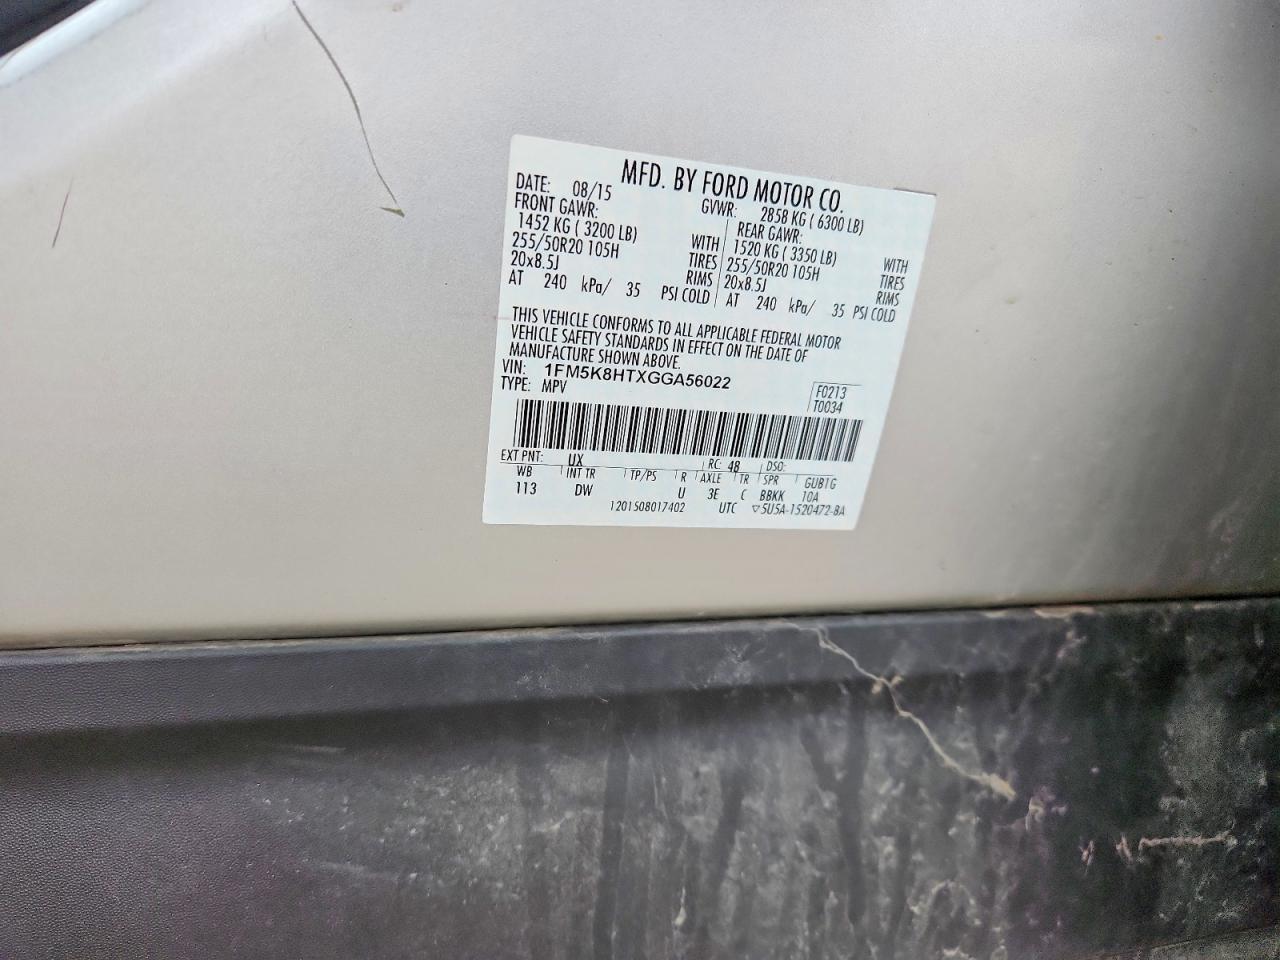 MFD. BY FORD MOTOR CO.
DATE: 08/15 GVWR: 2858 KG ( 6300 LB)
FRONT GAWR: REAR GAWR:
1452 KG ( 3200 LB) WITH 1520 KG ( 3350 LB) WITH
255/50R20 105H TIRES 255/50R20 105H TIRES
20x8.5J RIMS 20x8.5J RIMS
AT 240 kPa/ 35 PSI COLD AT 240 kPa/ 35 PSI COLD
THIS VEHICLE CONFORMS TO ALL APPLICABLE FEDERAL MOTOR
VEHICLE SAFETY STANDARDS IN EFFECT ON THE DATE OF
MANUFACTURE SHOWN ABOVE.
VIN: 1FM5K8HTXGGA56022
TYPE: MPV
F0213
T0034
EXT PNT: UX RC: 48 DSO:
WB INT TR TP/PS R AXLE TR SPR GUBTG
113 DW U 3E C BBKK 10A
1201508017402 UTC ▽5U5A-1520472-BA